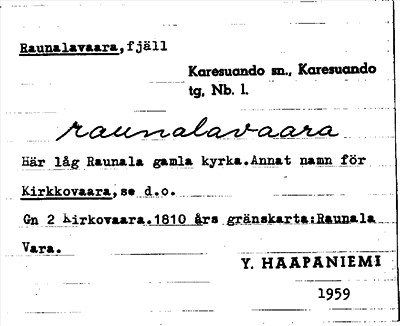 Raunalavaara, fjäll
Karesuando sn., Karesuando
tg, Nb. l.
raunalavaara
Här låg Raunala gamla kyrka. Annat namn för
Kirkkovaara, se d.o.
Gn 2 Kirkovaara. 1810 års gränskarta: Raunala
Vara.
Y. HAAPANIEMI
1959